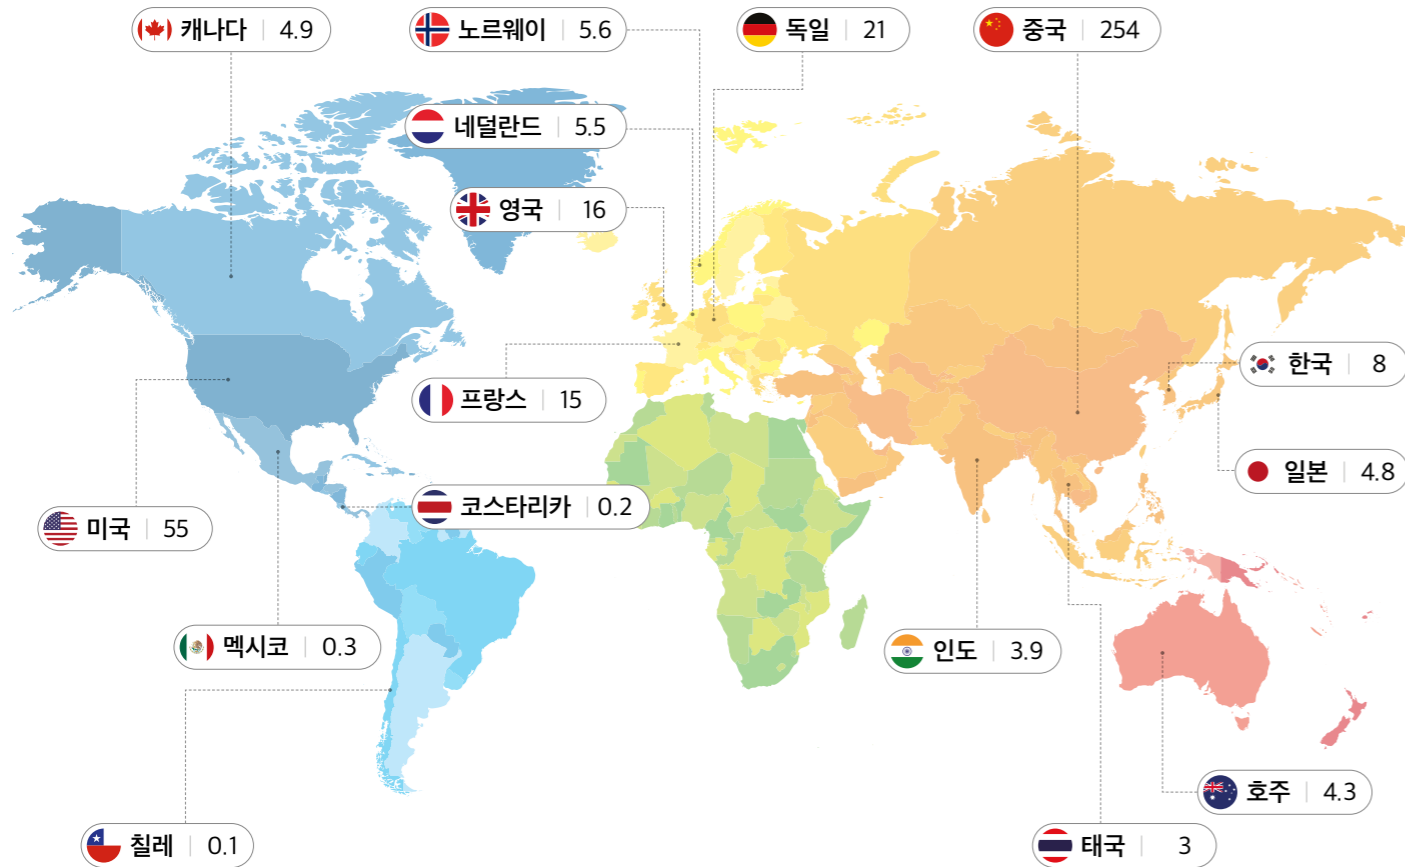 캐나다 4.9
노르웨이 5.6
독일 21
중국 254
네덜란드 5.5
영국 16
한국 8
프랑스 15
일본 4.8
코스타리카 0.2
미국 55
멕시코 0.3
인도 3.9
호주 4.3
칠레 0.1
태국 3